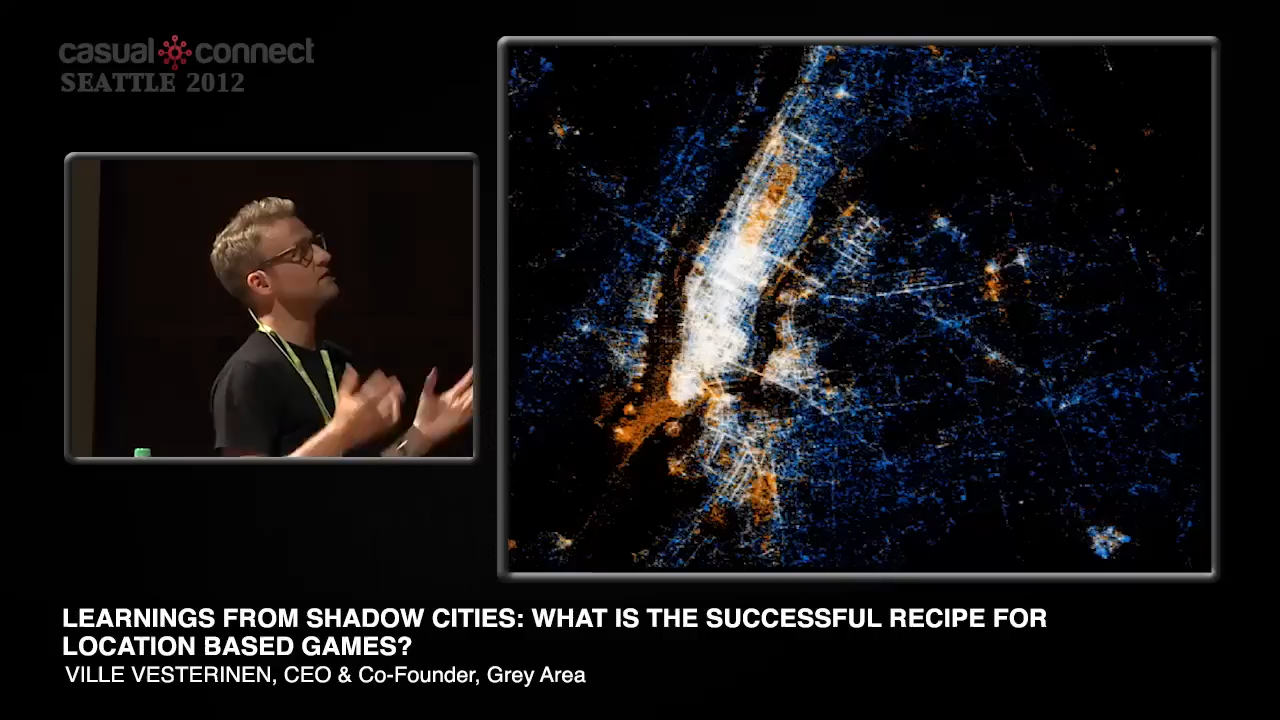 casual connect
SEATTLE 2012
LEARNINGS FROM SHADOW CITIES: WHAT IS THE SUCCESSFUL RECIPE FOR
LOCATION BASED GAMES?
VILLE VESTERINEN, CEO & Co-Founder, Grey Area